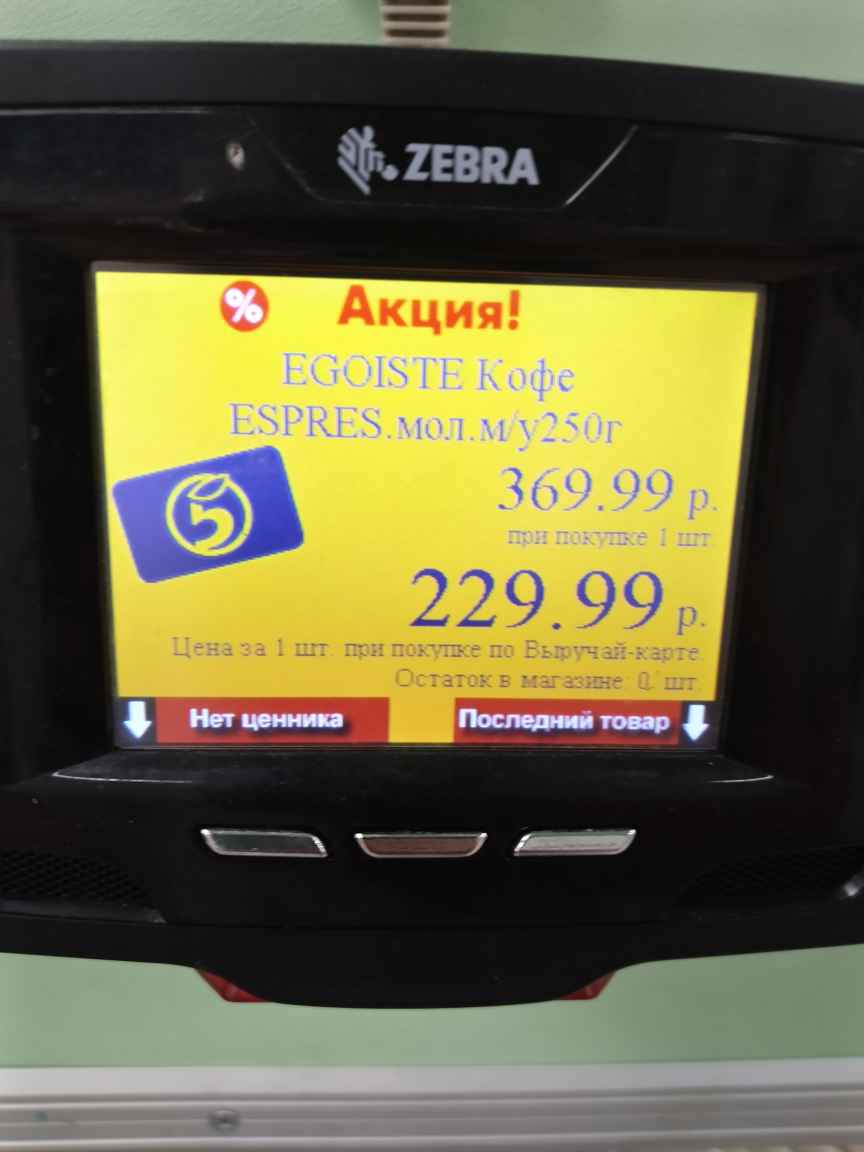 ZEBRA
% Акция!
EGOISTE Кофе
ESPRES.мол.м/у250г
5
369.99 р.
при покупке 1 шт.
229.99 р.
Цена за 1 шт. при покупке по Выручай-карте.
Остаток в магазине: 0, шт.
Нет ценника
Последний товар